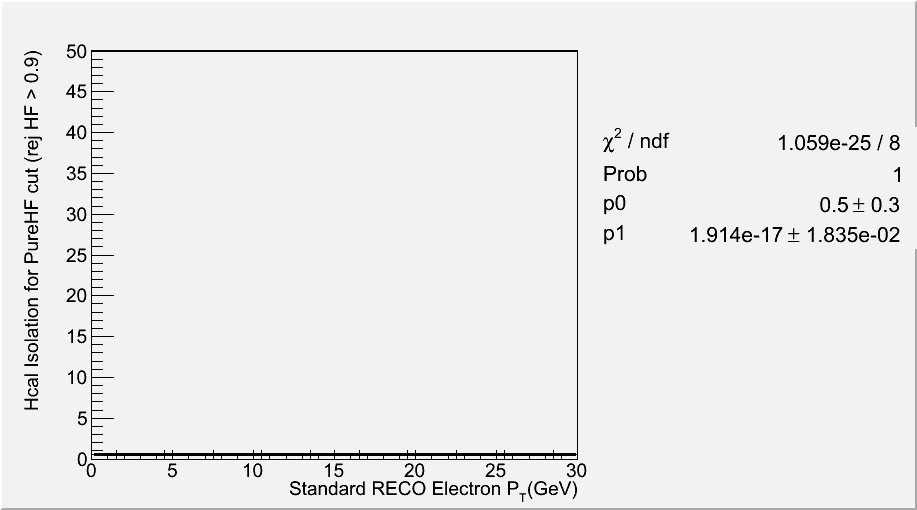 Hcal Isolation for PureHF cut (rej HF > 0.9)
50
45
40
35
30
25
20
15
10
5
0
0 5 10 15 20 25 30
Standard RECO Electron P_T(GeV)
χ² / ndf 1.059e-25 / 8
Prob 1
p0 0.5 ± 0.3
p1 1.914e-17 ± 1.835e-02